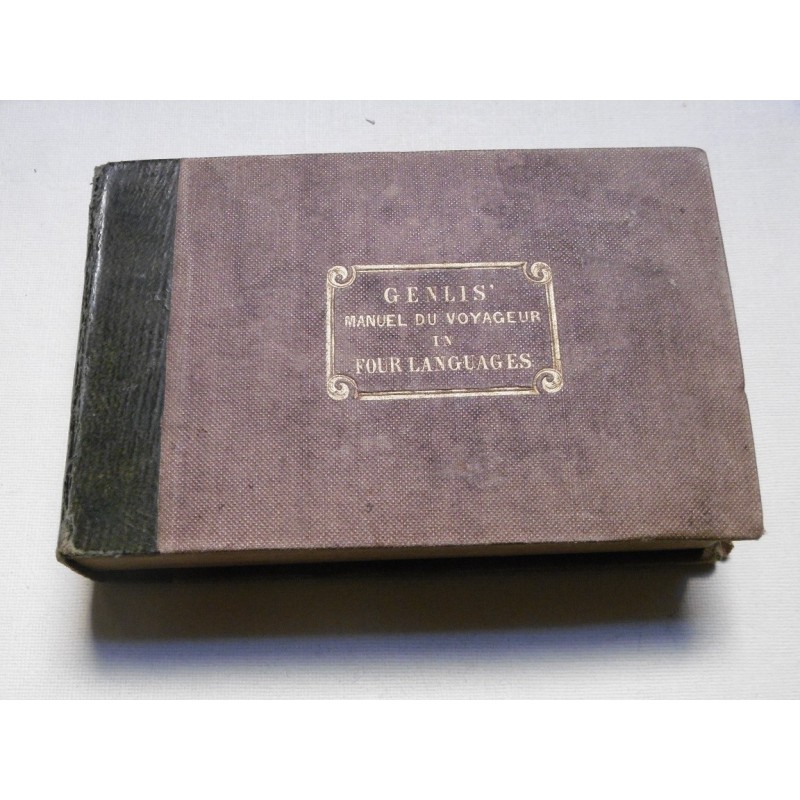 GENLIS'
MANUEL DU VOYAGEUR
IN
FOUR LANGUAGES